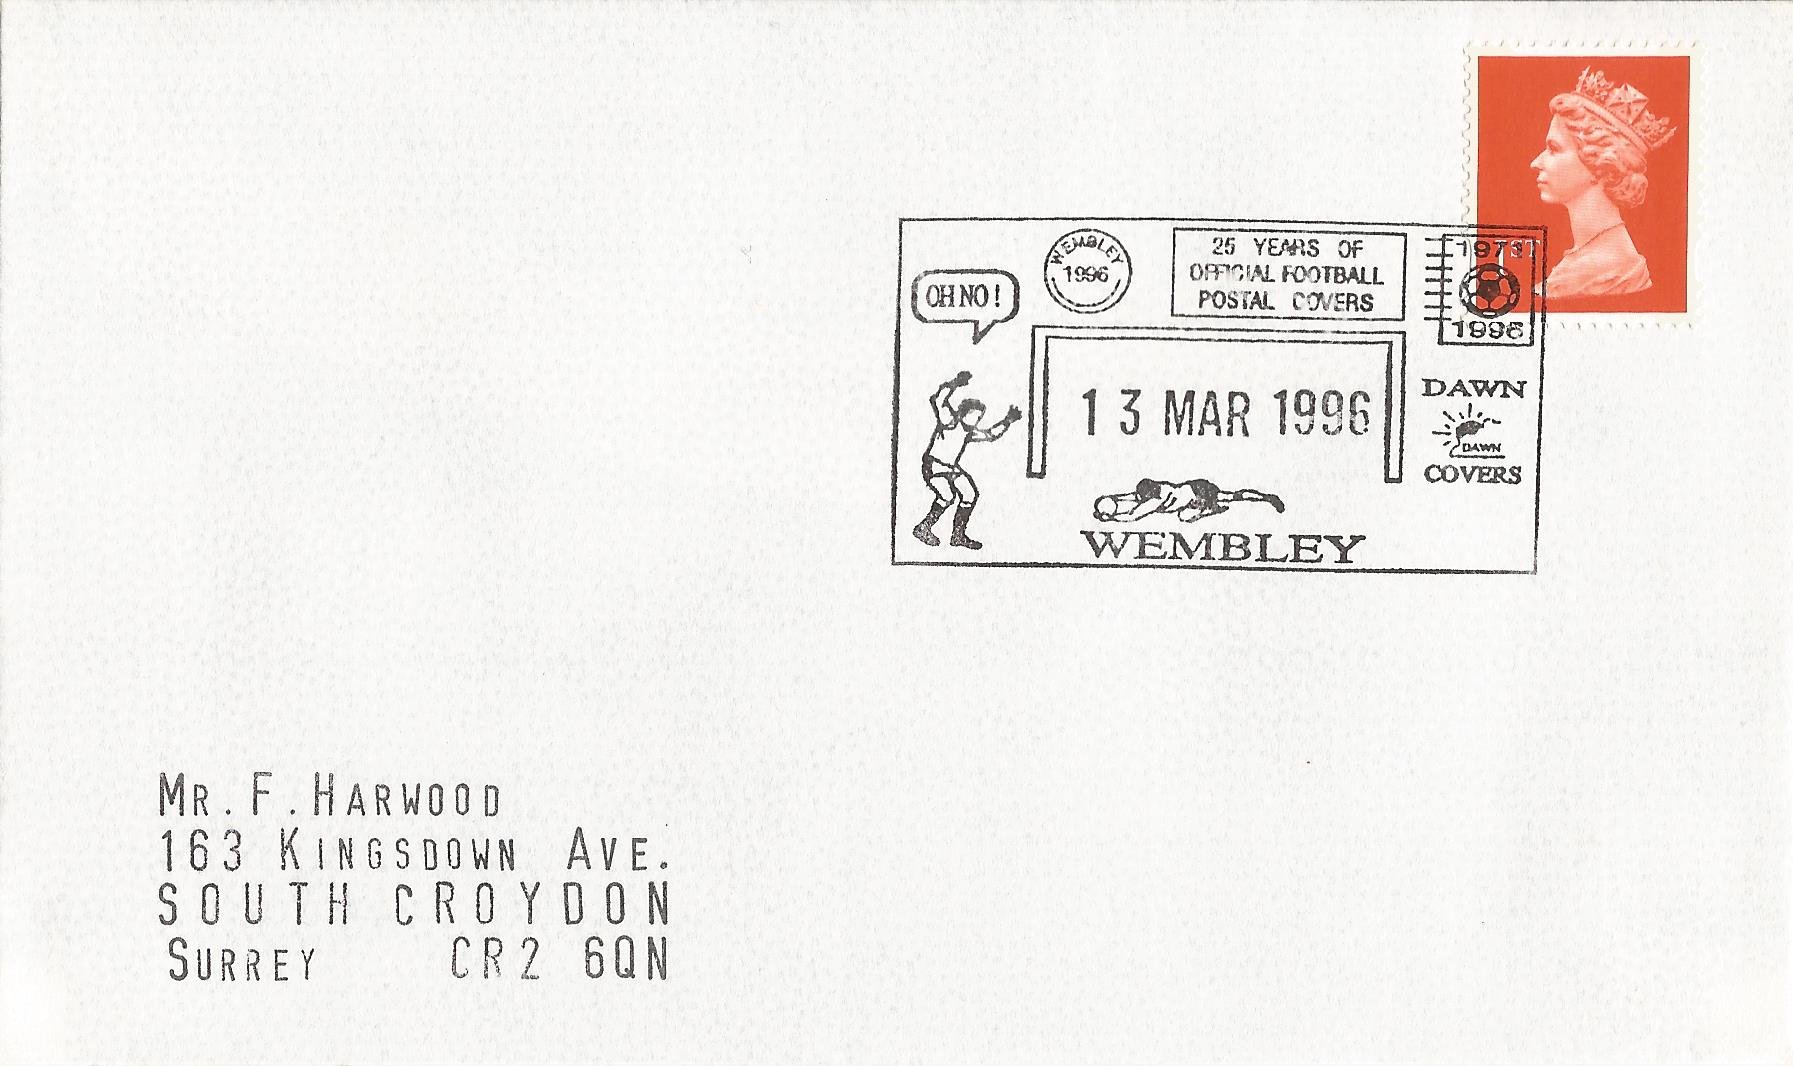 1ST
WEMBLEY
1996
25 YEARS OF
OFFICIAL FOOTBALL
POSTAL COVERS
1971
1996
OH NO!
13 MAR 1996
DAWN
DAWN
COVERS
WEMBLEY
MR. F. HARWOOD
163 KINGSDOWN AVE.
SOUTH CROYDON
SURREY CR2 6QN